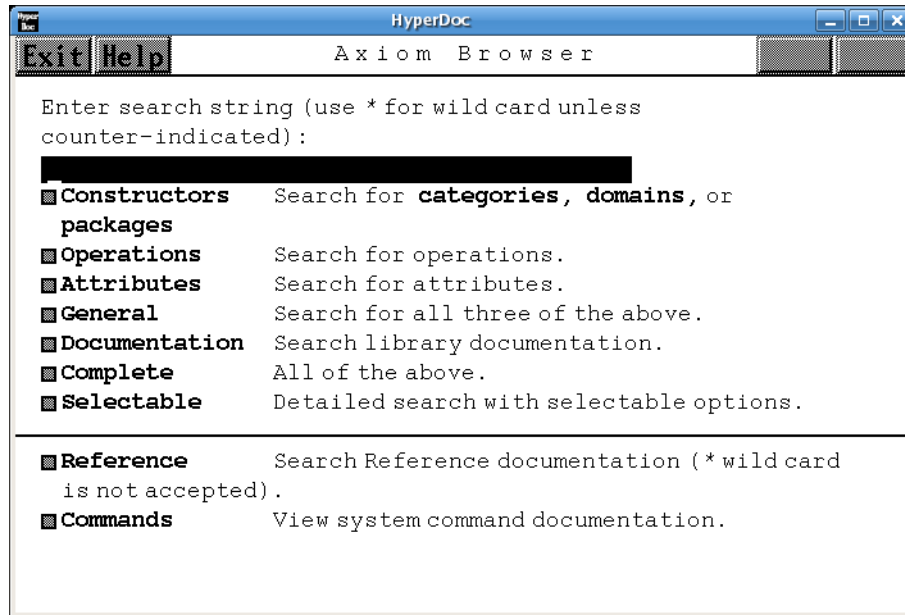 Hyper
Doc
HyperDoc
Exit Help Axiom Browser
Enter search string (use * for wild card unless
counter-indicated):
Constructors Search for categories, domains, or
packages
Operations Search for operations.
Attributes Search for attributes.
General Search for all three of the above.
Documentation Search library documentation.
Complete All of the above.
Selectable Detailed search with selectable options.
Reference Search Reference documentation (* wild card
is not accepted).
Commands View system command documentation.